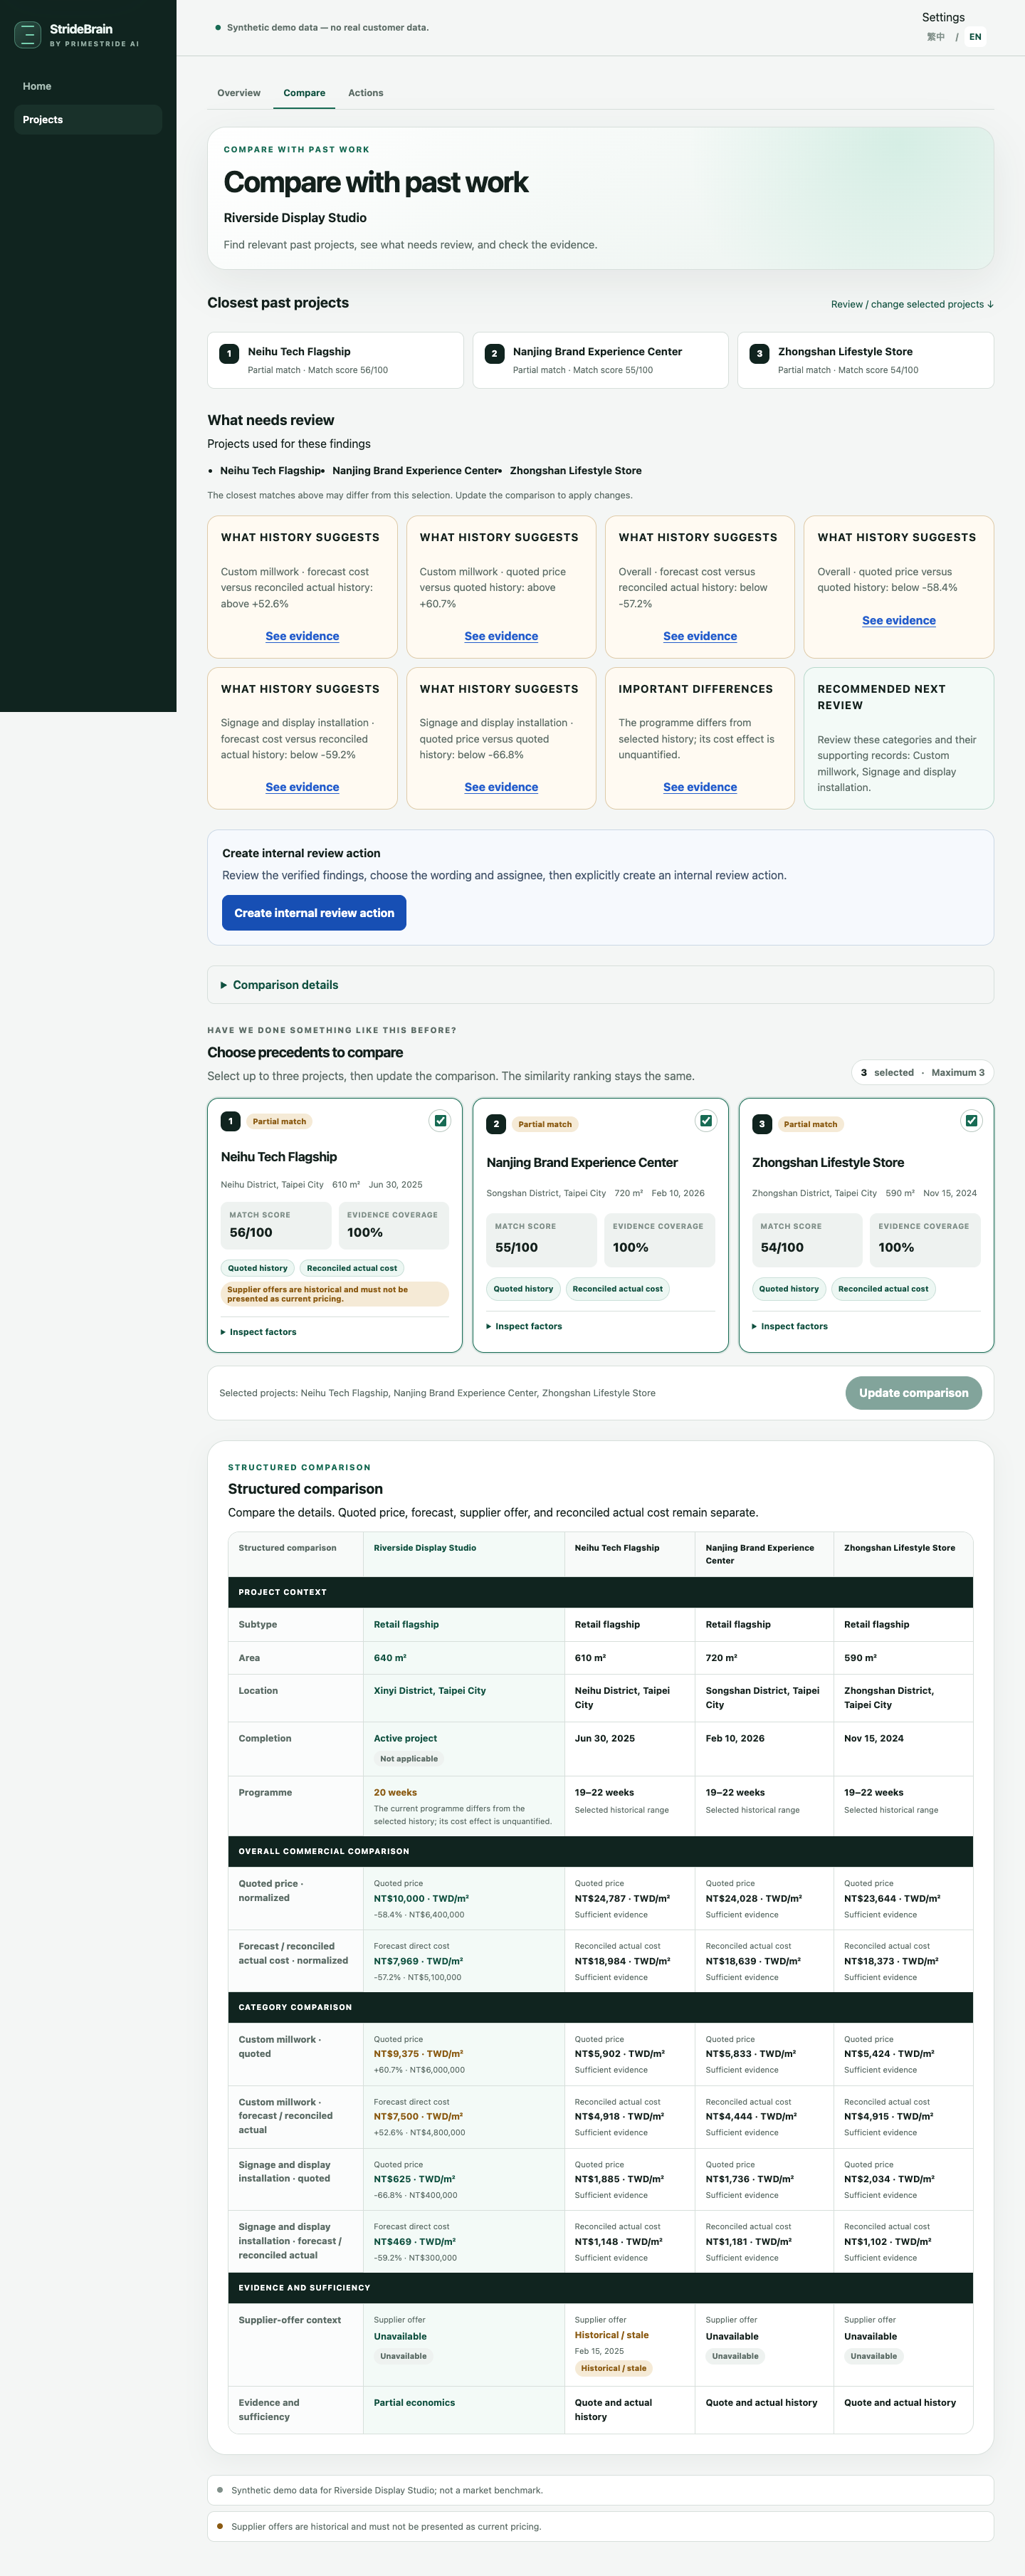 StrideBrain
BY PRIMESTRIDE AI
Home
Projects
Synthetic demo data — no real customer data.
Settings
繁中 / EN
Overview Compare Actions
COMPARE WITH PAST WORK
Compare with past work
Riverside Display Studio
Find relevant past projects, see what needs review, and check the evidence.
Closest past projects
Review / change selected projects ↓
1 Neihu Tech Flagship
Partial match · Match score 56/100
2 Nanjing Brand Experience Center
Partial match · Match score 55/100
3 Zhongshan Lifestyle Store
Partial match · Match score 54/100
What needs review
Projects used for these findings
• Neihu Tech Flagship• Nanjing Brand Experience Center• Zhongshan Lifestyle Store
The closest matches above may differ from this selection. Update the comparison to apply changes.
WHAT HISTORY SUGGESTS
Custom millwork · forecast cost
versus reconciled actual history:
above +52.6%
See evidence
WHAT HISTORY SUGGESTS
Custom millwork · quoted price
versus quoted history: above
+60.7%
See evidence
WHAT HISTORY SUGGESTS
Overall · forecast cost versus
reconciled actual history: below
-57.2%
See evidence
WHAT HISTORY SUGGESTS
Overall · quoted price versus
quoted history: below -58.4%
See evidence
WHAT HISTORY SUGGESTS
Signage and display installation ·
forecast cost versus reconciled
actual history: below -59.2%
See evidence
WHAT HISTORY SUGGESTS
Signage and display installation ·
quoted price versus quoted
history: below -66.8%
See evidence
IMPORTANT DIFFERENCES
The programme differs from
selected history; its cost effect is
unquantified.
See evidence
RECOMMENDED NEXT
REVIEW
Review these categories and their
supporting records: Custom
millwork, Signage and display
installation.
Create internal review action
Review the verified findings, choose the wording and assignee, then explicitly create an internal review action.
Create internal review action
▶ Comparison details
HAVE WE DONE SOMETHING LIKE THIS BEFORE?
Choose precedents to compare
Select up to three projects, then update the comparison. The similarity ranking stays the same.
3 selected · Maximum 3
1 Partial match
Neihu Tech Flagship
Neihu District, Taipei City 610 m² Jun 30, 2025
MATCH SCORE
56/100
EVIDENCE COVERAGE
100%
Quoted history Reconciled actual cost
Supplier offers are historical and must not be
presented as current pricing.
▶ Inspect factors
2 Partial match
Nanjing Brand Experience Center
Songshan District, Taipei City 720 m² Feb 10, 2026
MATCH SCORE
55/100
EVIDENCE COVERAGE
100%
Quoted history Reconciled actual cost
▶ Inspect factors
3 Partial match
Zhongshan Lifestyle Store
Zhongshan District, Taipei City 590 m² Nov 15, 2024
MATCH SCORE
54/100
EVIDENCE COVERAGE
100%
Quoted history Reconciled actual cost
▶ Inspect factors
Selected projects: Neihu Tech Flagship, Nanjing Brand Experience Center, Zhongshan Lifestyle Store
Update comparison
STRUCTURED COMPARISON
Structured comparison
Compare the details. Quoted price, forecast, supplier offer, and reconciled actual cost remain separate.
Structured comparison
Riverside Display Studio
Neihu Tech Flagship
Nanjing Brand Experience
Center
Zhongshan Lifestyle Store
PROJECT CONTEXT
Subtype
Retail flagship
Retail flagship
Retail flagship
Retail flagship
Area
640 m²
610 m²
720 m²
590 m²
Location
Xinyi District, Taipei City
Neihu District, Taipei
City
Songshan District, Taipei
City
Zhongshan District,
Taipei City
Completion
Active project
Not applicable
Jun 30, 2025
Feb 10, 2026
Nov 15, 2024
Programme
20 weeks
The current programme differs from the
selected history; its cost effect is unquantified.
19–22 weeks
Selected historical range
19–22 weeks
Selected historical range
19–22 weeks
Selected historical range
OVERALL COMMERCIAL COMPARISON
Quoted price ·
normalized
Quoted price
NT$10,000 · TWD/m²
-58.4% · NT$6,400,000
Quoted price
NT$24,787 · TWD/m²
Sufficient evidence
Quoted price
NT$24,028 · TWD/m²
Sufficient evidence
Quoted price
NT$23,644 · TWD/m²
Sufficient evidence
Forecast / reconciled
actual cost · normalized
Forecast direct cost
NT$7,969 · TWD/m²
-57.2% · NT$5,100,000
Reconciled actual cost
NT$18,984 · TWD/m²
Sufficient evidence
Reconciled actual cost
NT$18,639 · TWD/m²
Sufficient evidence
Reconciled actual cost
NT$18,373 · TWD/m²
Sufficient evidence
CATEGORY COMPARISON
Custom millwork ·
quoted
Quoted price
NT$9,375 · TWD/m²
+60.7% · NT$6,000,000
Quoted price
NT$5,902 · TWD/m²
Sufficient evidence
Quoted price
NT$5,833 · TWD/m²
Sufficient evidence
Quoted price
NT$5,424 · TWD/m²
Sufficient evidence
Custom millwork ·
forecast / reconciled
actual
Forecast direct cost
NT$7,500 · TWD/m²
+52.6% · NT$4,800,000
Reconciled actual cost
NT$4,918 · TWD/m²
Sufficient evidence
Reconciled actual cost
NT$4,444 · TWD/m²
Sufficient evidence
Reconciled actual cost
NT$4,915 · TWD/m²
Sufficient evidence
Signage and display
installation · quoted
Quoted price
NT$625 · TWD/m²
-66.8% · NT$400,000
Quoted price
NT$1,885 · TWD/m²
Sufficient evidence
Quoted price
NT$1,736 · TWD/m²
Sufficient evidence
Quoted price
NT$2,034 · TWD/m²
Sufficient evidence
Signage and display
installation · forecast /
reconciled actual
Forecast direct cost
NT$469 · TWD/m²
-59.2% · NT$300,000
Reconciled actual cost
NT$1,148 · TWD/m²
Sufficient evidence
Reconciled actual cost
NT$1,181 · TWD/m²
Sufficient evidence
Reconciled actual cost
NT$1,102 · TWD/m²
Sufficient evidence
EVIDENCE AND SUFFICIENCY
Supplier-offer context
Supplier offer
Unavailable
Unavailable
Supplier offer
Historical / stale
Feb 15, 2025
Historical / stale
Supplier offer
Unavailable
Unavailable
Supplier offer
Unavailable
Unavailable
Evidence and
sufficiency
Partial economics
Quote and actual
history
Quote and actual history
Quote and actual history
Synthetic demo data for Riverside Display Studio; not a market benchmark.
Supplier offers are historical and must not be presented as current pricing.